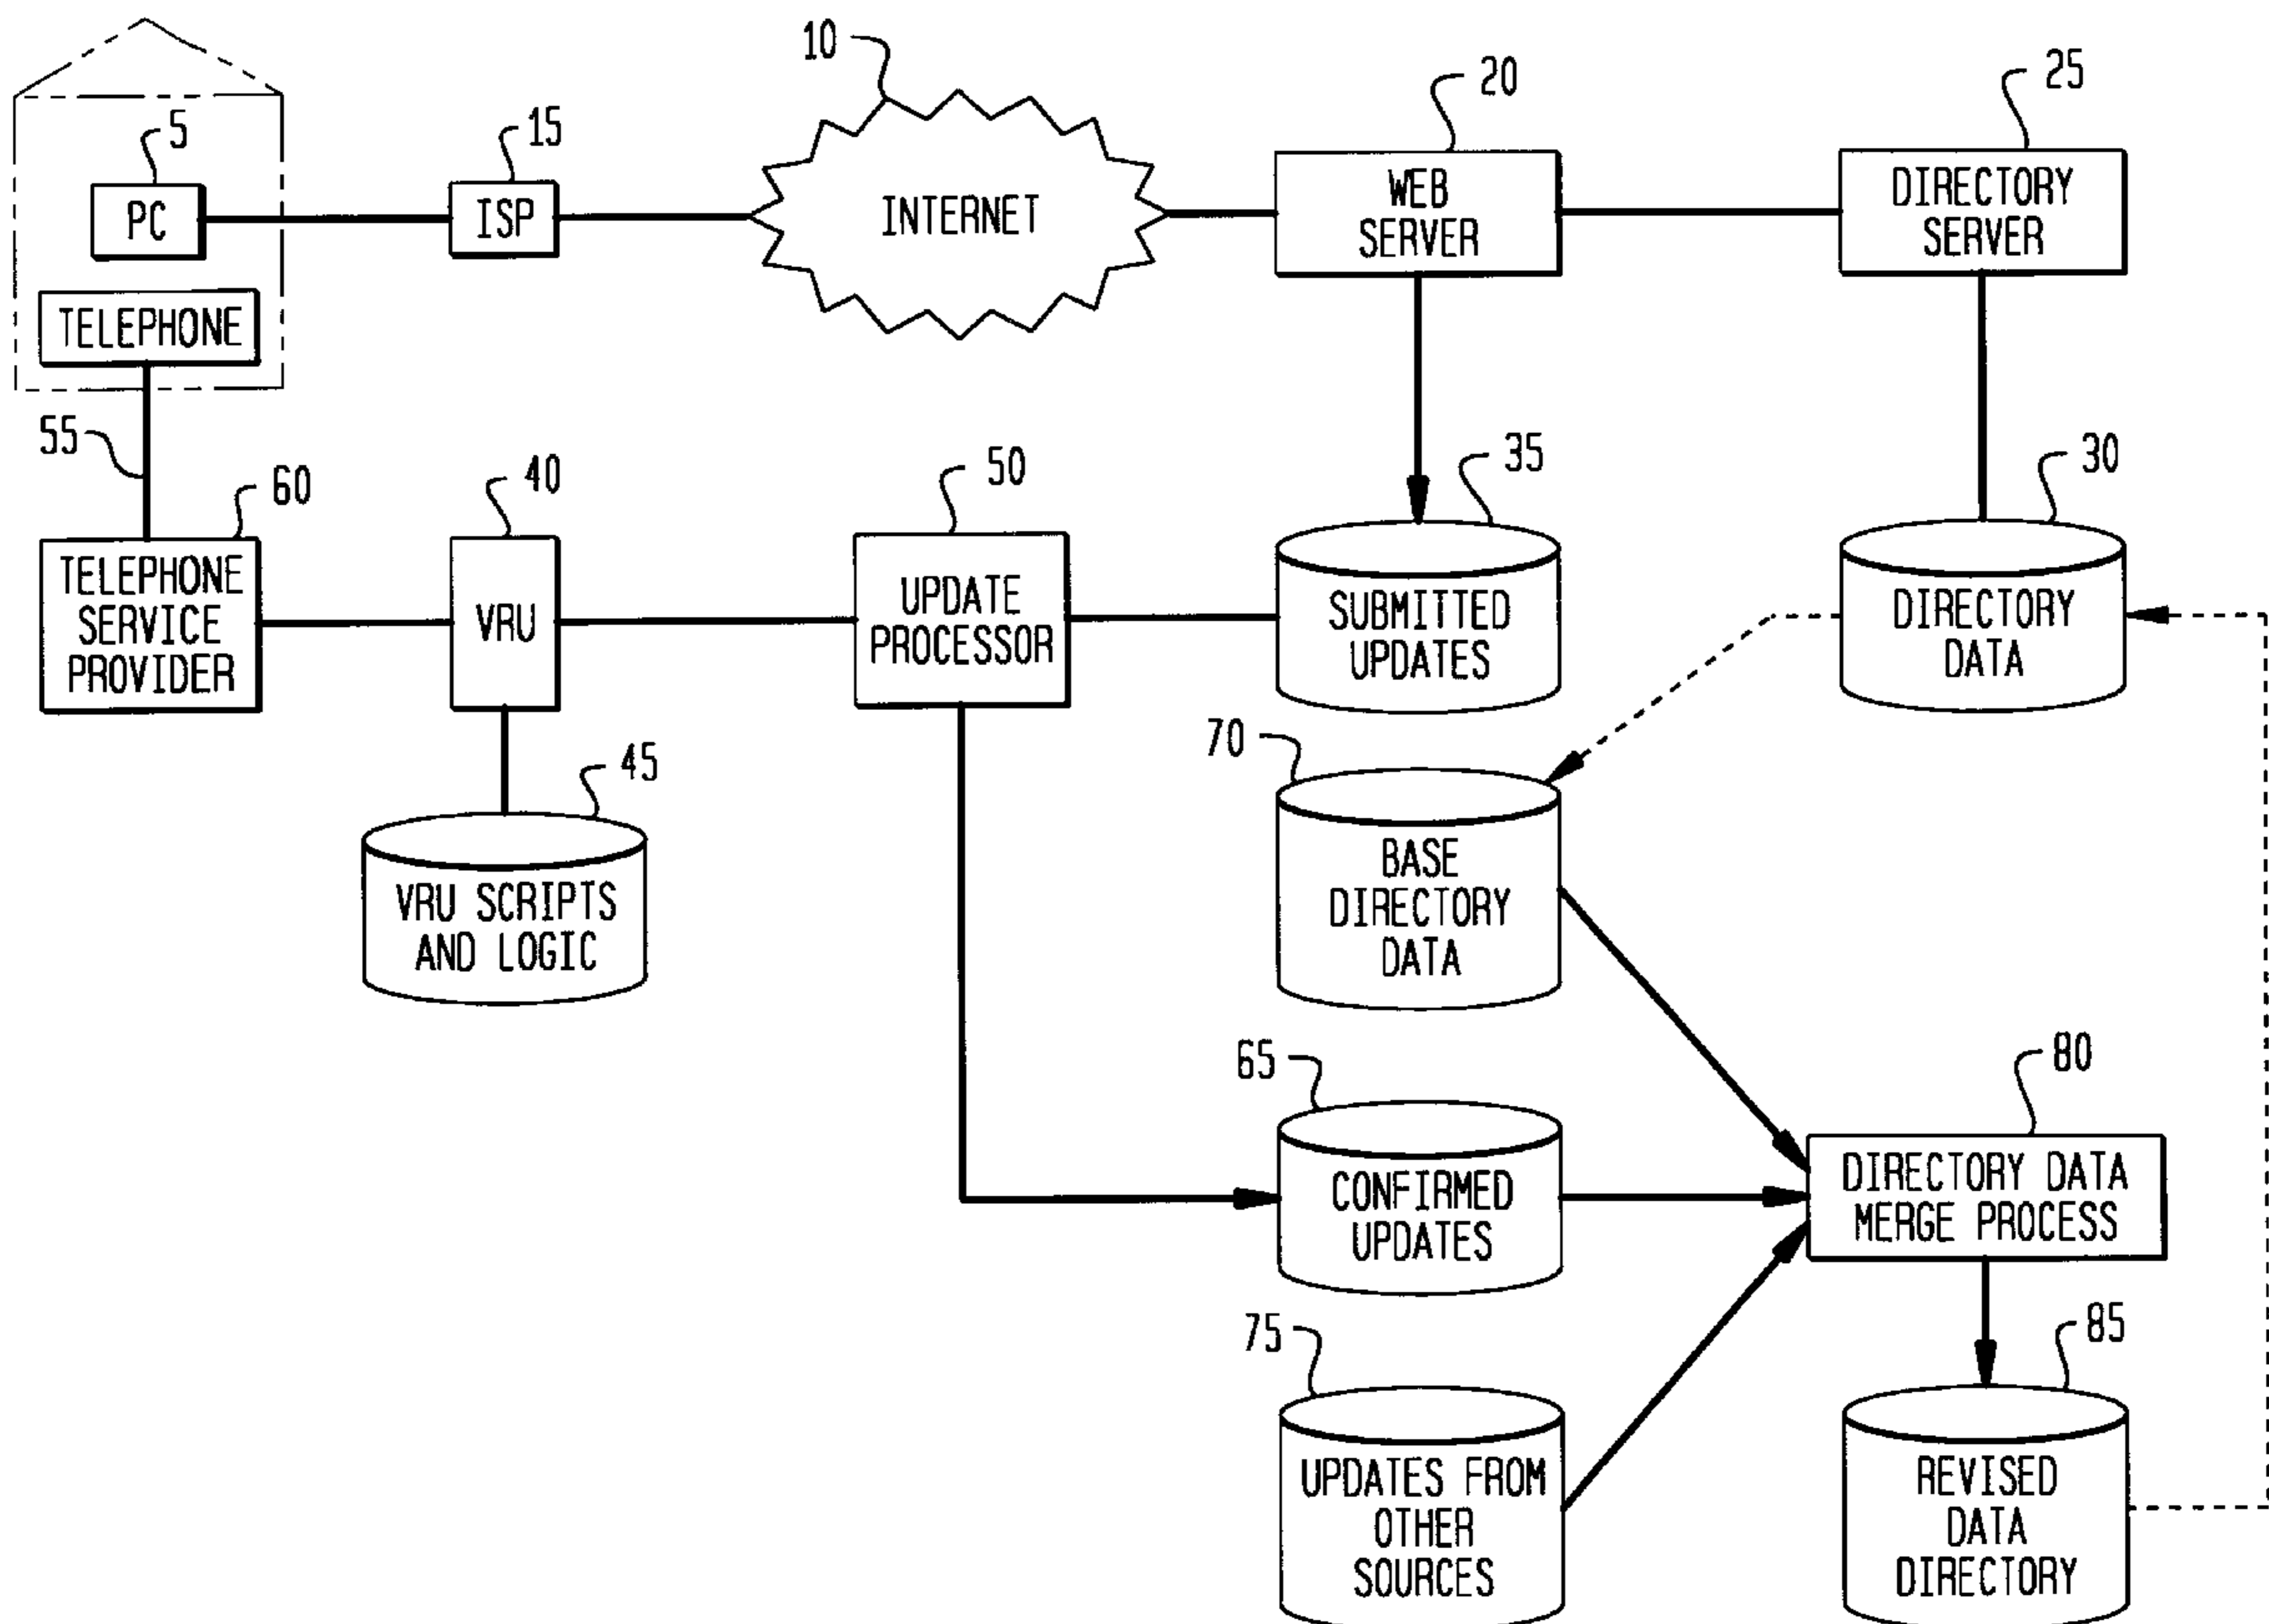 10
20
25
5
15
PC
ISP
INTERNET
WEB
SERVER
DIRECTORY
SERVER
TELEPHONE
55
60
40
50
35
30
TELEPHONE
SERVICE
PROVIDER
VRU
UPDATE
PROCESSOR
SUBMITTED
UPDATES
DIRECTORY
DATA
45
70
VRU SCRIPTS
AND LOGIC
BASE
DIRECTORY
DATA
65
80
CONFIRMED
UPDATES
DIRECTORY DATA
MERGE PROCESS
75
85
UPDATES FROM
OTHER
SOURCES
REVISED
DATA
DIRECTORY